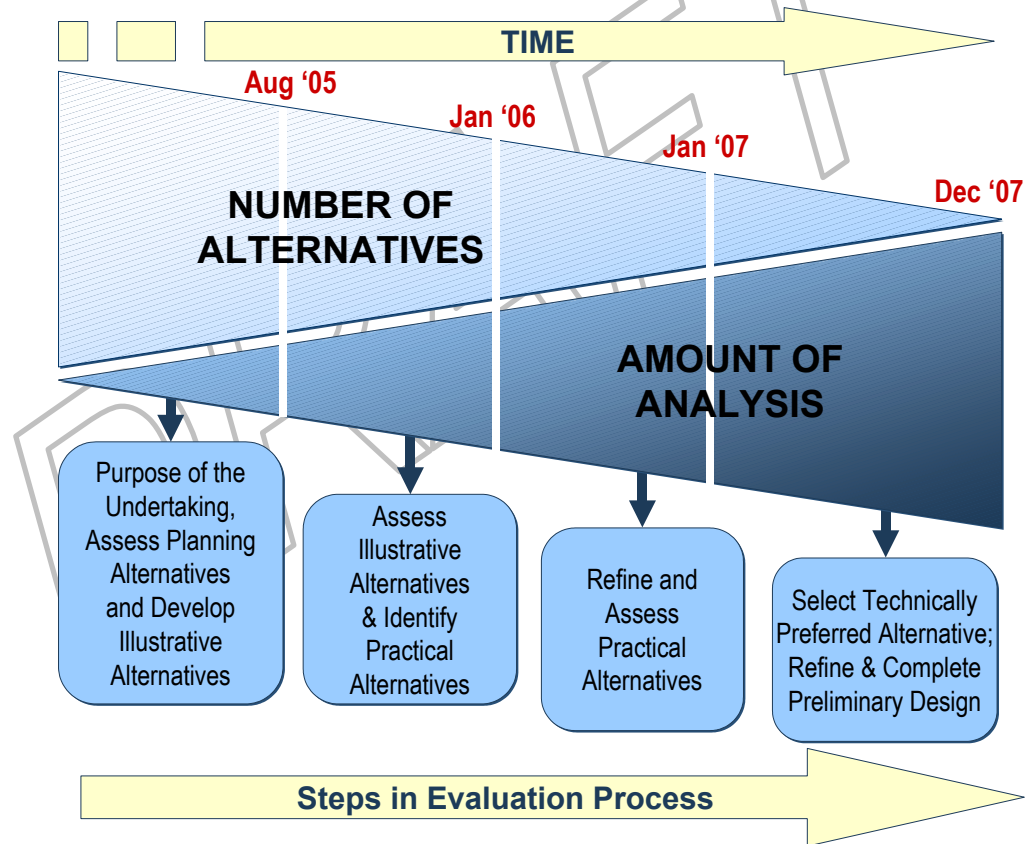 TIME
Aug ‘05
Jan ‘06
Jan ‘07
Dec ‘07
NUMBER OF
ALTERNATIVES
AMOUNT OF
ANALYSIS
Purpose of the
Undertaking,
Assess Planning
Alternatives
and Develop
Illustrative
Alternatives
Assess
Illustrative
Alternatives
& Identify
Practical
Alternatives
Refine and
Assess
Practical
Alternatives
Select Technically
Preferred Alternative;
Refine & Complete
Preliminary Design
Steps in Evaluation Process